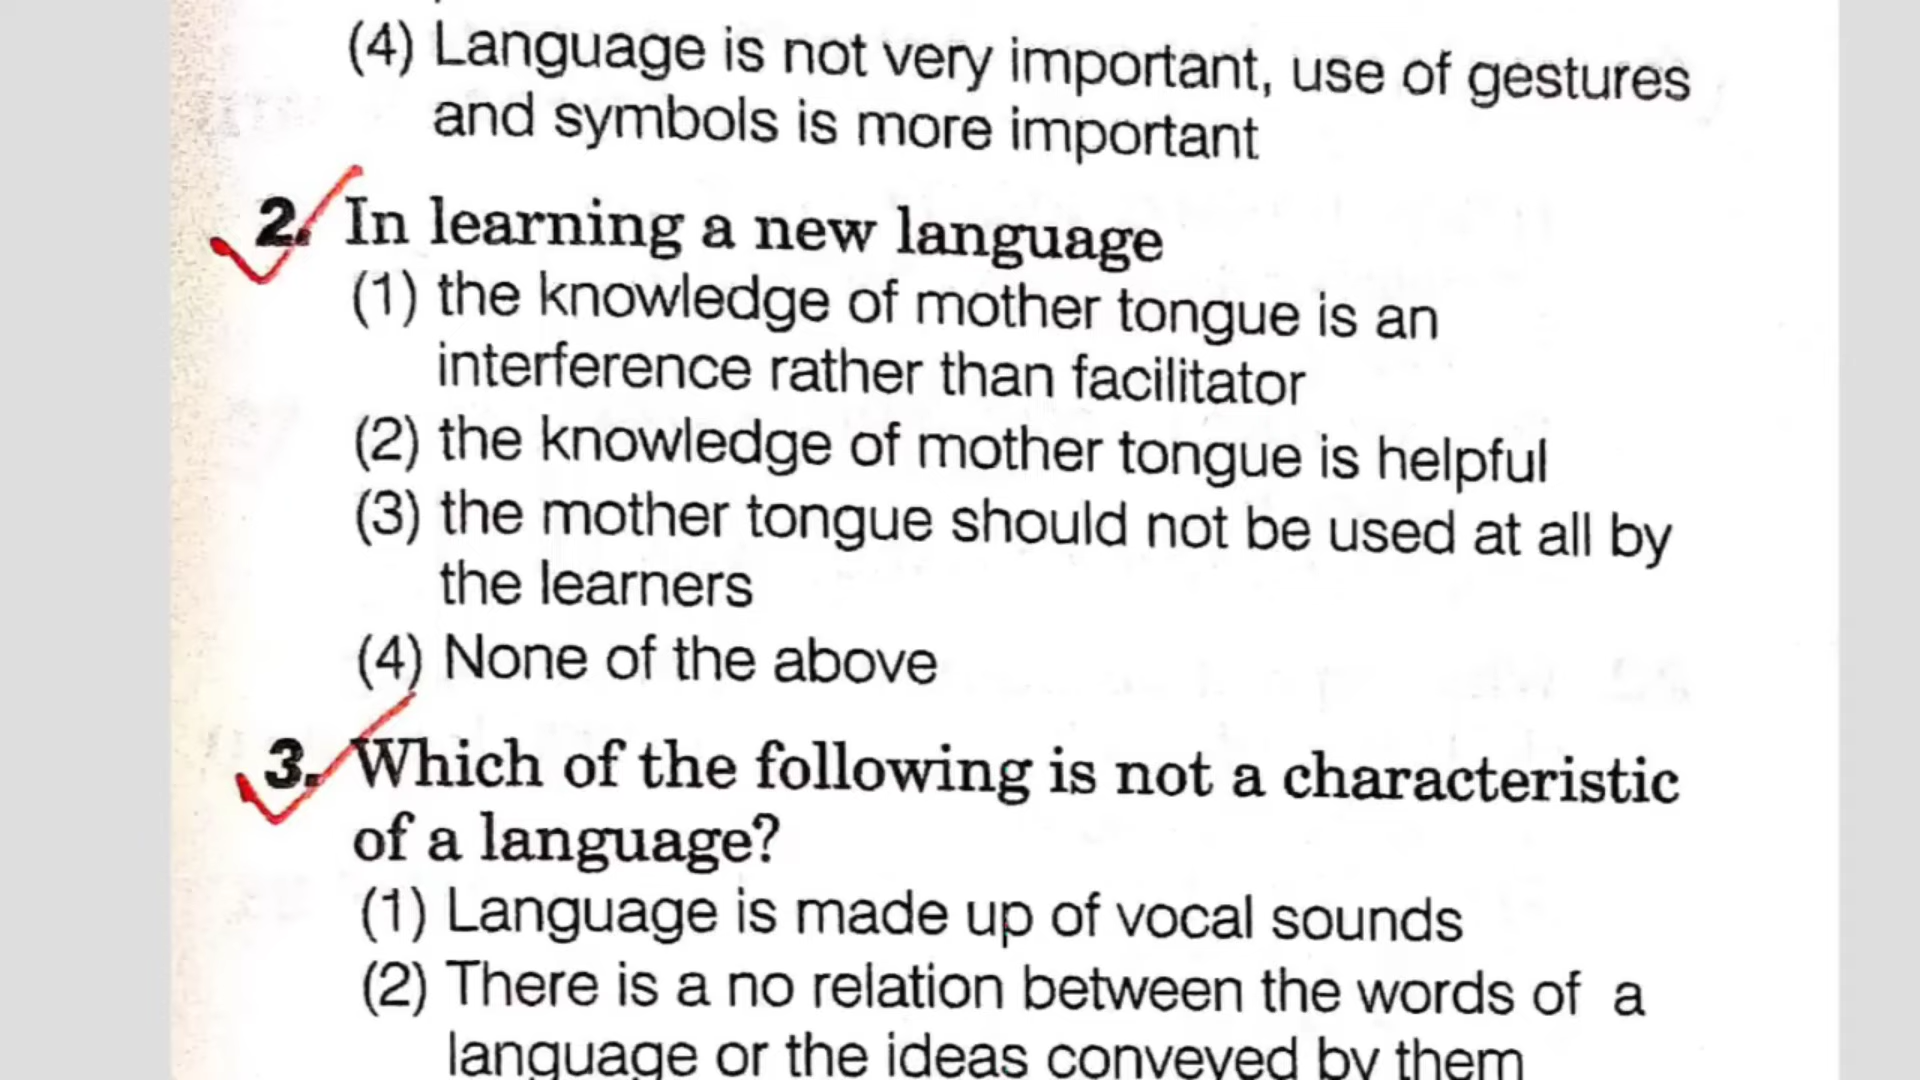 (4) Language is not very important, use of gestures
and symbols is more important
2. In learning a new language
(1) the knowledge of mother tongue is an
interference rather than facilitator
(2) the knowledge of mother tongue is helpful
(3) the mother tongue should not be used at all by
the learners
(4) None of the above
3. Which of the following is not a characteristic
of a language?
(1) Language is made up of vocal sounds
(2) There is a no relation between the words of a
language or the ideas conveyed by them